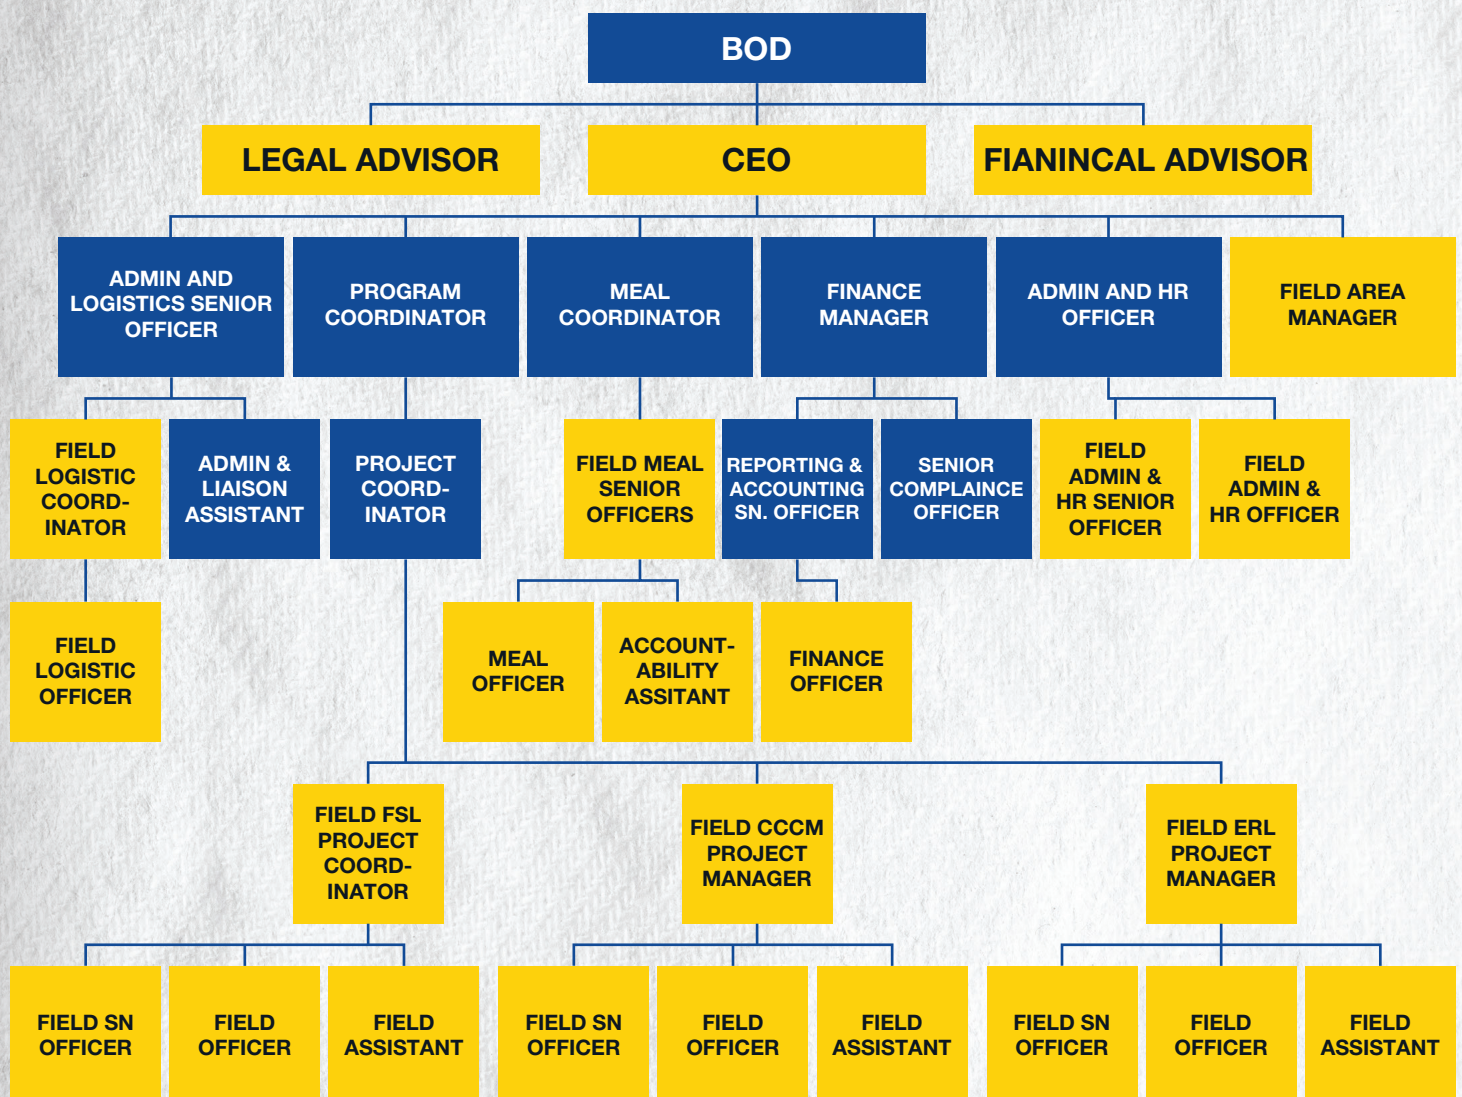 BOD
LEGAL ADVISOR
CEO
FIANINCAL ADVISOR
ADMIN AND
LOGISTICS SENIOR
OFFICER
PROGRAM
COORDINATOR
MEAL
COORDINATOR
FINANCE
MANAGER
ADMIN AND HR
OFFICER
FIELD AREA
MANAGER
FIELD
LOGISTIC
COORD-
INATOR
ADMIN &
LIAISON
ASSISTANT
PROJECT
COORD-
INATOR
FIELD MEAL
SENIOR
OFFICERS
REPORTING &
ACCOUNTING
SN. OFFICER
SENIOR
COMPLAINCE
OFFICER
FIELD
ADMIN &
HR SENIOR
OFFICER
FIELD
ADMIN &
HR OFFICER
FIELD
LOGISTIC
OFFICER
MEAL
OFFICER
ACCOUNT-
ABILITY
ASSITANT
FINANCE
OFFICER
FIELD FSL
PROJECT
COORD-
INATOR
FIELD CCCM
PROJECT
MANAGER
FIELD ERL
PROJECT
MANAGER
FIELD SN
OFFICER
FIELD
OFFICER
FIELD
ASSISTANT
FIELD SN
OFFICER
FIELD
OFFICER
FIELD
ASSISTANT
FIELD SN
OFFICER
FIELD
OFFICER
FIELD
ASSISTANT